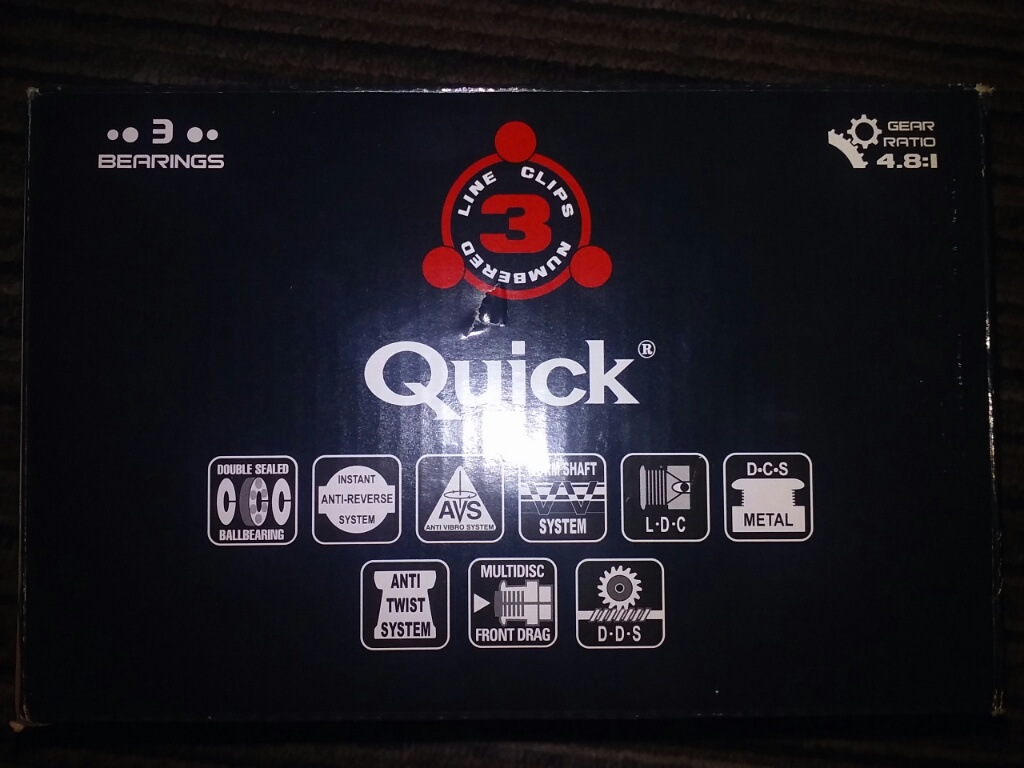 3
BEARINGS
GEAR
RATIO
4.8:1
LINE CLIPS
3
NUMBERED
Quick®
DOUBLE SEALED
BALLBEARING
INSTANT
ANTI-REVERSE
SYSTEM
AVS
ANTI VIBRO SYSTEM
SHAFT
SYSTEM
L·D·C
D·C·S
METAL
ANTI
TWIST
SYSTEM
MULTIDISC
FRONT DRAG
D·D·S